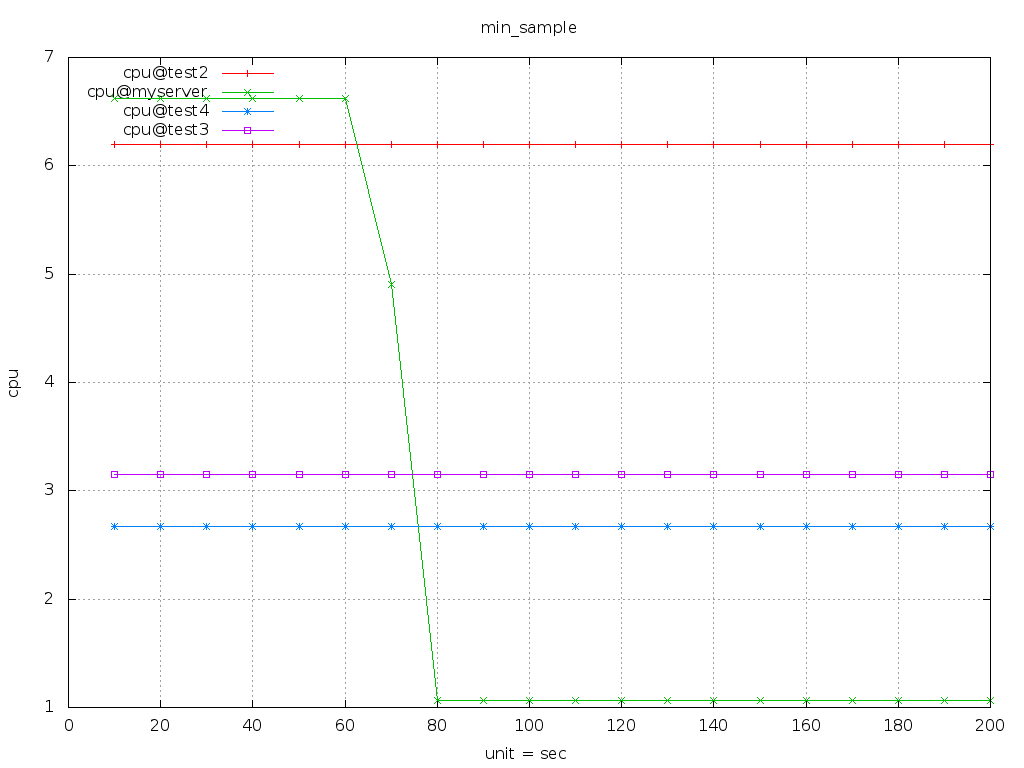 min_sample
7
cpu@test2
cpu@myserver
cpu@test4
cpu@test3
6
5
4
cpu
3
2
1
0 20 40 60 80 100 120 140 160 180 200
unit = sec